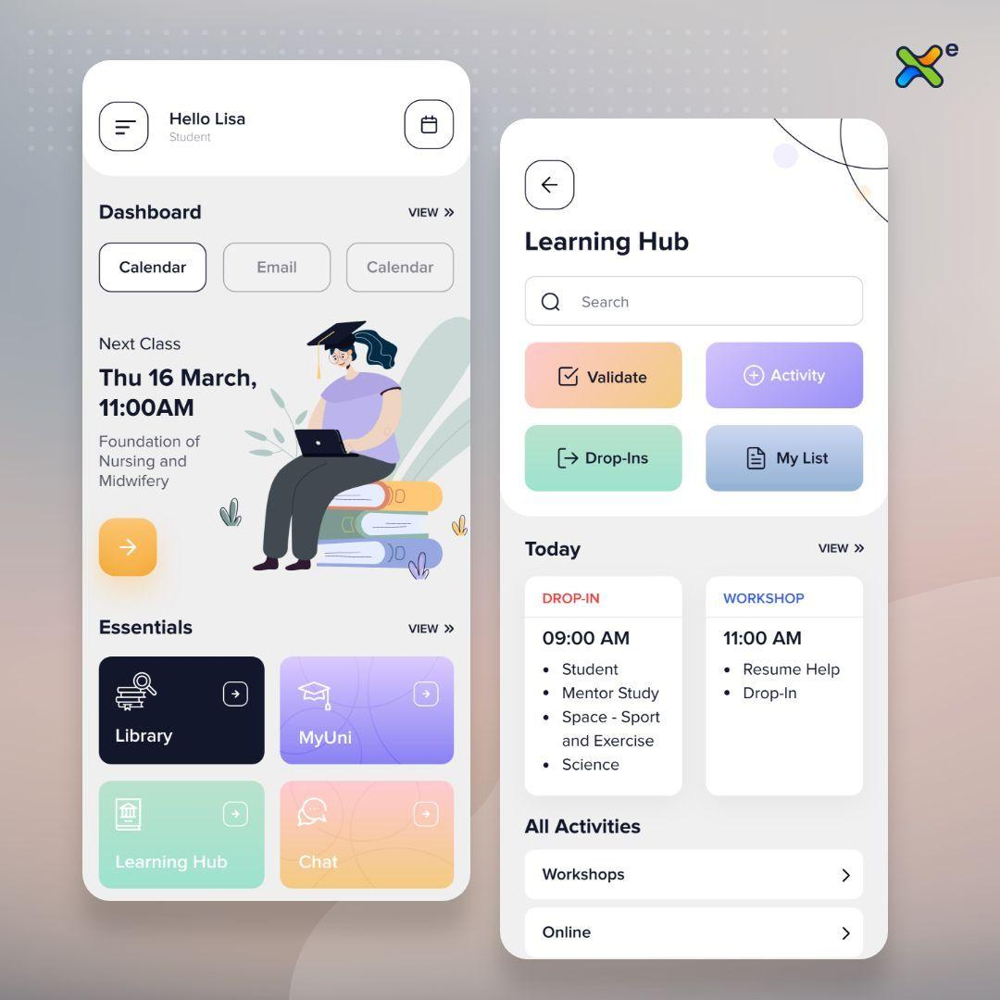 e
Hello Lisa
Student
Dashboard
VIEW
Calendar
Email
Calendar
Next Class
Thu 16 March,
11:00AM
Foundation of
Nursing and
Midwifery
Essentials
VIEW
Library
MyUni
Learning Hub
Chat
Learning Hub
Search
Validate
Activity
Drop-Ins
My List
Today
VIEW
DROP-IN
09:00 AM
• Student
• Mentor Study
• Space - Sport
and Exercise
• Science
WORKSHOP
11:00 AM
• Resume Help
• Drop-In
All Activities
Workshops
Online